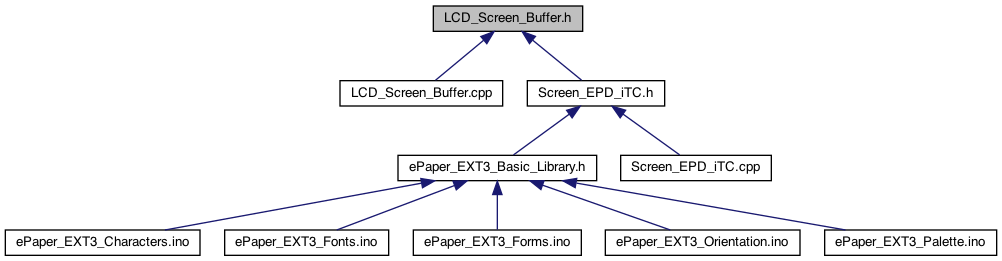 LCD_Screen_Buffer.h
LCD_Screen_Buffer.cpp
Screen_EPD_iTC.h
ePaper_EXT3_Basic_Library.h
Screen_EPD_iTC.cpp
ePaper_EXT3_Characters.ino
ePaper_EXT3_Fonts.ino
ePaper_EXT3_Forms.ino
ePaper_EXT3_Orientation.ino
ePaper_EXT3_Palette.ino